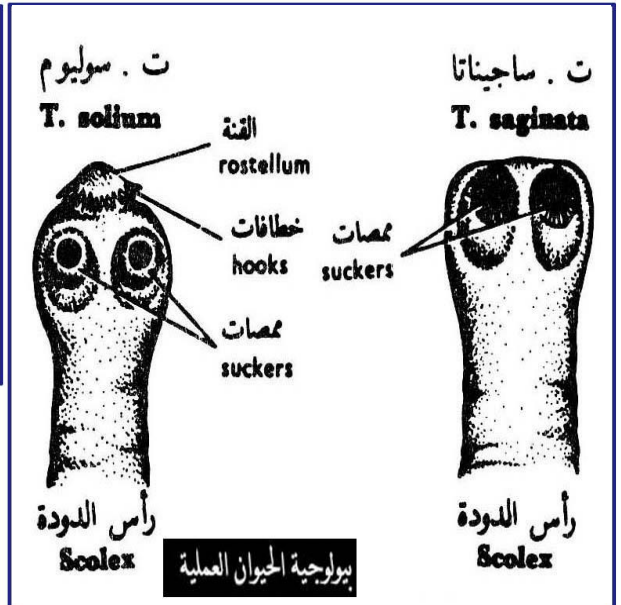 ت . سوليوم
T. solium
القنة
rostellum
خطافات
hooks
ممصات
suckers
رأس الدودة
Scolex
ت . ساجيناتا
T. saginata
ممصات
suckers
رأس الدودة
Scolex
بيولوجية الحيوان العملية